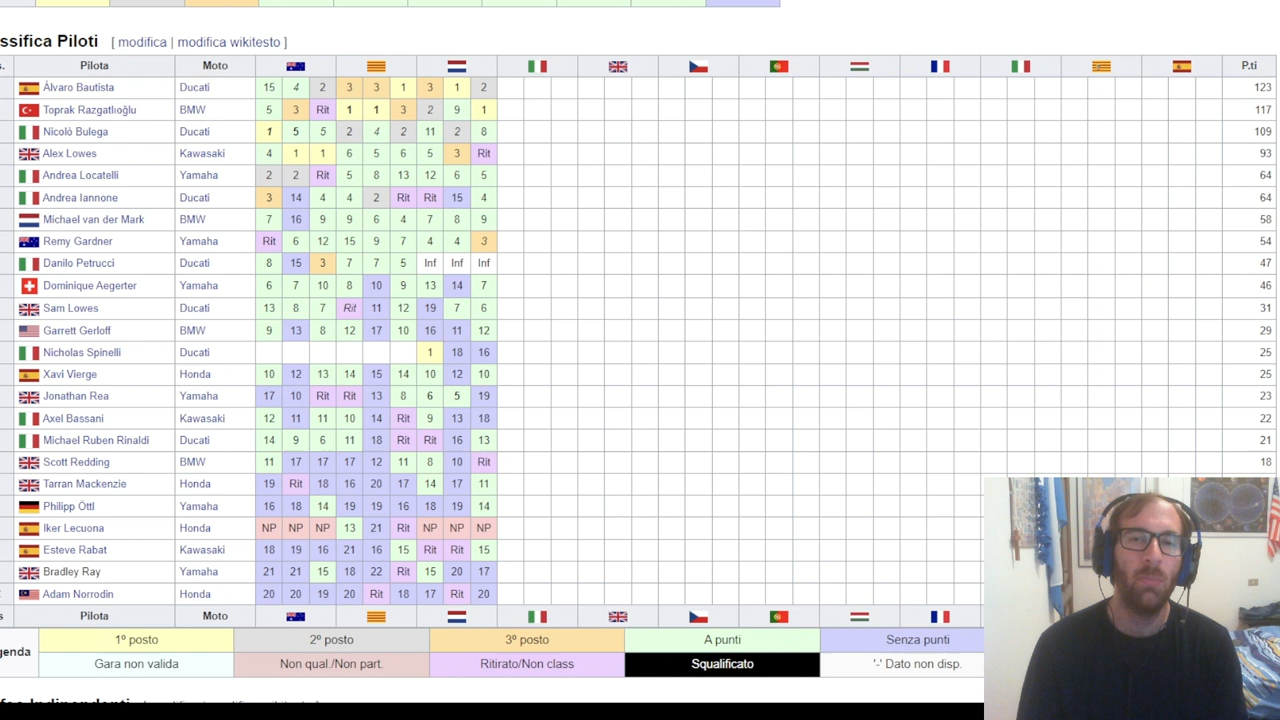 ssifica Piloti [ modifica | modifica wikitesto ]
s. Pilota Moto P.ti
Álvaro Bautista Ducati 15 4 2 3 3 1 3 1 2 123
Toprak Razgatlıoğlu BMW 5 3 Rit 1 1 3 2 9 1 117
Nicolò Bulega Ducati 1 5 5 2 4 2 11 2 8 109
Alex Lowes Kawasaki 4 1 1 6 5 6 5 3 Rit 93
Andrea Locatelli Yamaha 2 2 Rit 5 8 13 12 6 5 64
Andrea Iannone Ducati 3 14 4 4 2 Rit Rit 15 4 64
Michael van der Mark BMW 7 16 9 9 6 4 7 8 9 58
Remy Gardner Yamaha Rit 6 12 15 9 7 4 4 3 54
Danilo Petrucci Ducati 8 15 3 7 7 5 Inf Inf Inf 47
Dominique Aegerter Yamaha 6 7 10 8 10 9 13 14 7 46
Sam Lowes Ducati 13 8 7 Rit 11 12 19 7 6 31
Garrett Gerloff BMW 9 13 8 12 17 10 16 11 12 29
Nicholas Spinelli Ducati 1 18 16 25
Xavi Vierge Honda 10 12 13 14 15 14 10 12 10 25
Jonathan Rea Yamaha 17 10 Rit Rit 13 8 6 5 19 23
Axel Bassani Kawasaki 12 11 11 10 14 Rit 9 13 18 22
Michael Ruben Rinaldi Ducati 14 9 6 11 18 Rit Rit 16 13 21
Scott Redding BMW 11 17 17 17 12 11 8 10 Rit 18
Tarran Mackenzie Honda 19 Rit 18 16 20 17 14 17 11
Philipp Öttl Yamaha 16 18 14 19 19 16 18 19 14
Iker Lecuona Honda NP NP NP 13 21 Rit NP NP NP
Esteve Rabat Kawasaki 18 19 16 21 16 15 Rit Rit 15
Bradley Ray Yamaha 21 21 15 18 22 Rit 15 20 17
Adam Norrodin Honda 20 20 19 20 Rit 18 17 Rit 20
s Pilota Moto
genda 1º posto 2º posto 3º posto A punti Senza punti
Gara non valida Non qual./Non part. Ritirato/Non class Squalificato '-' Dato non disp.